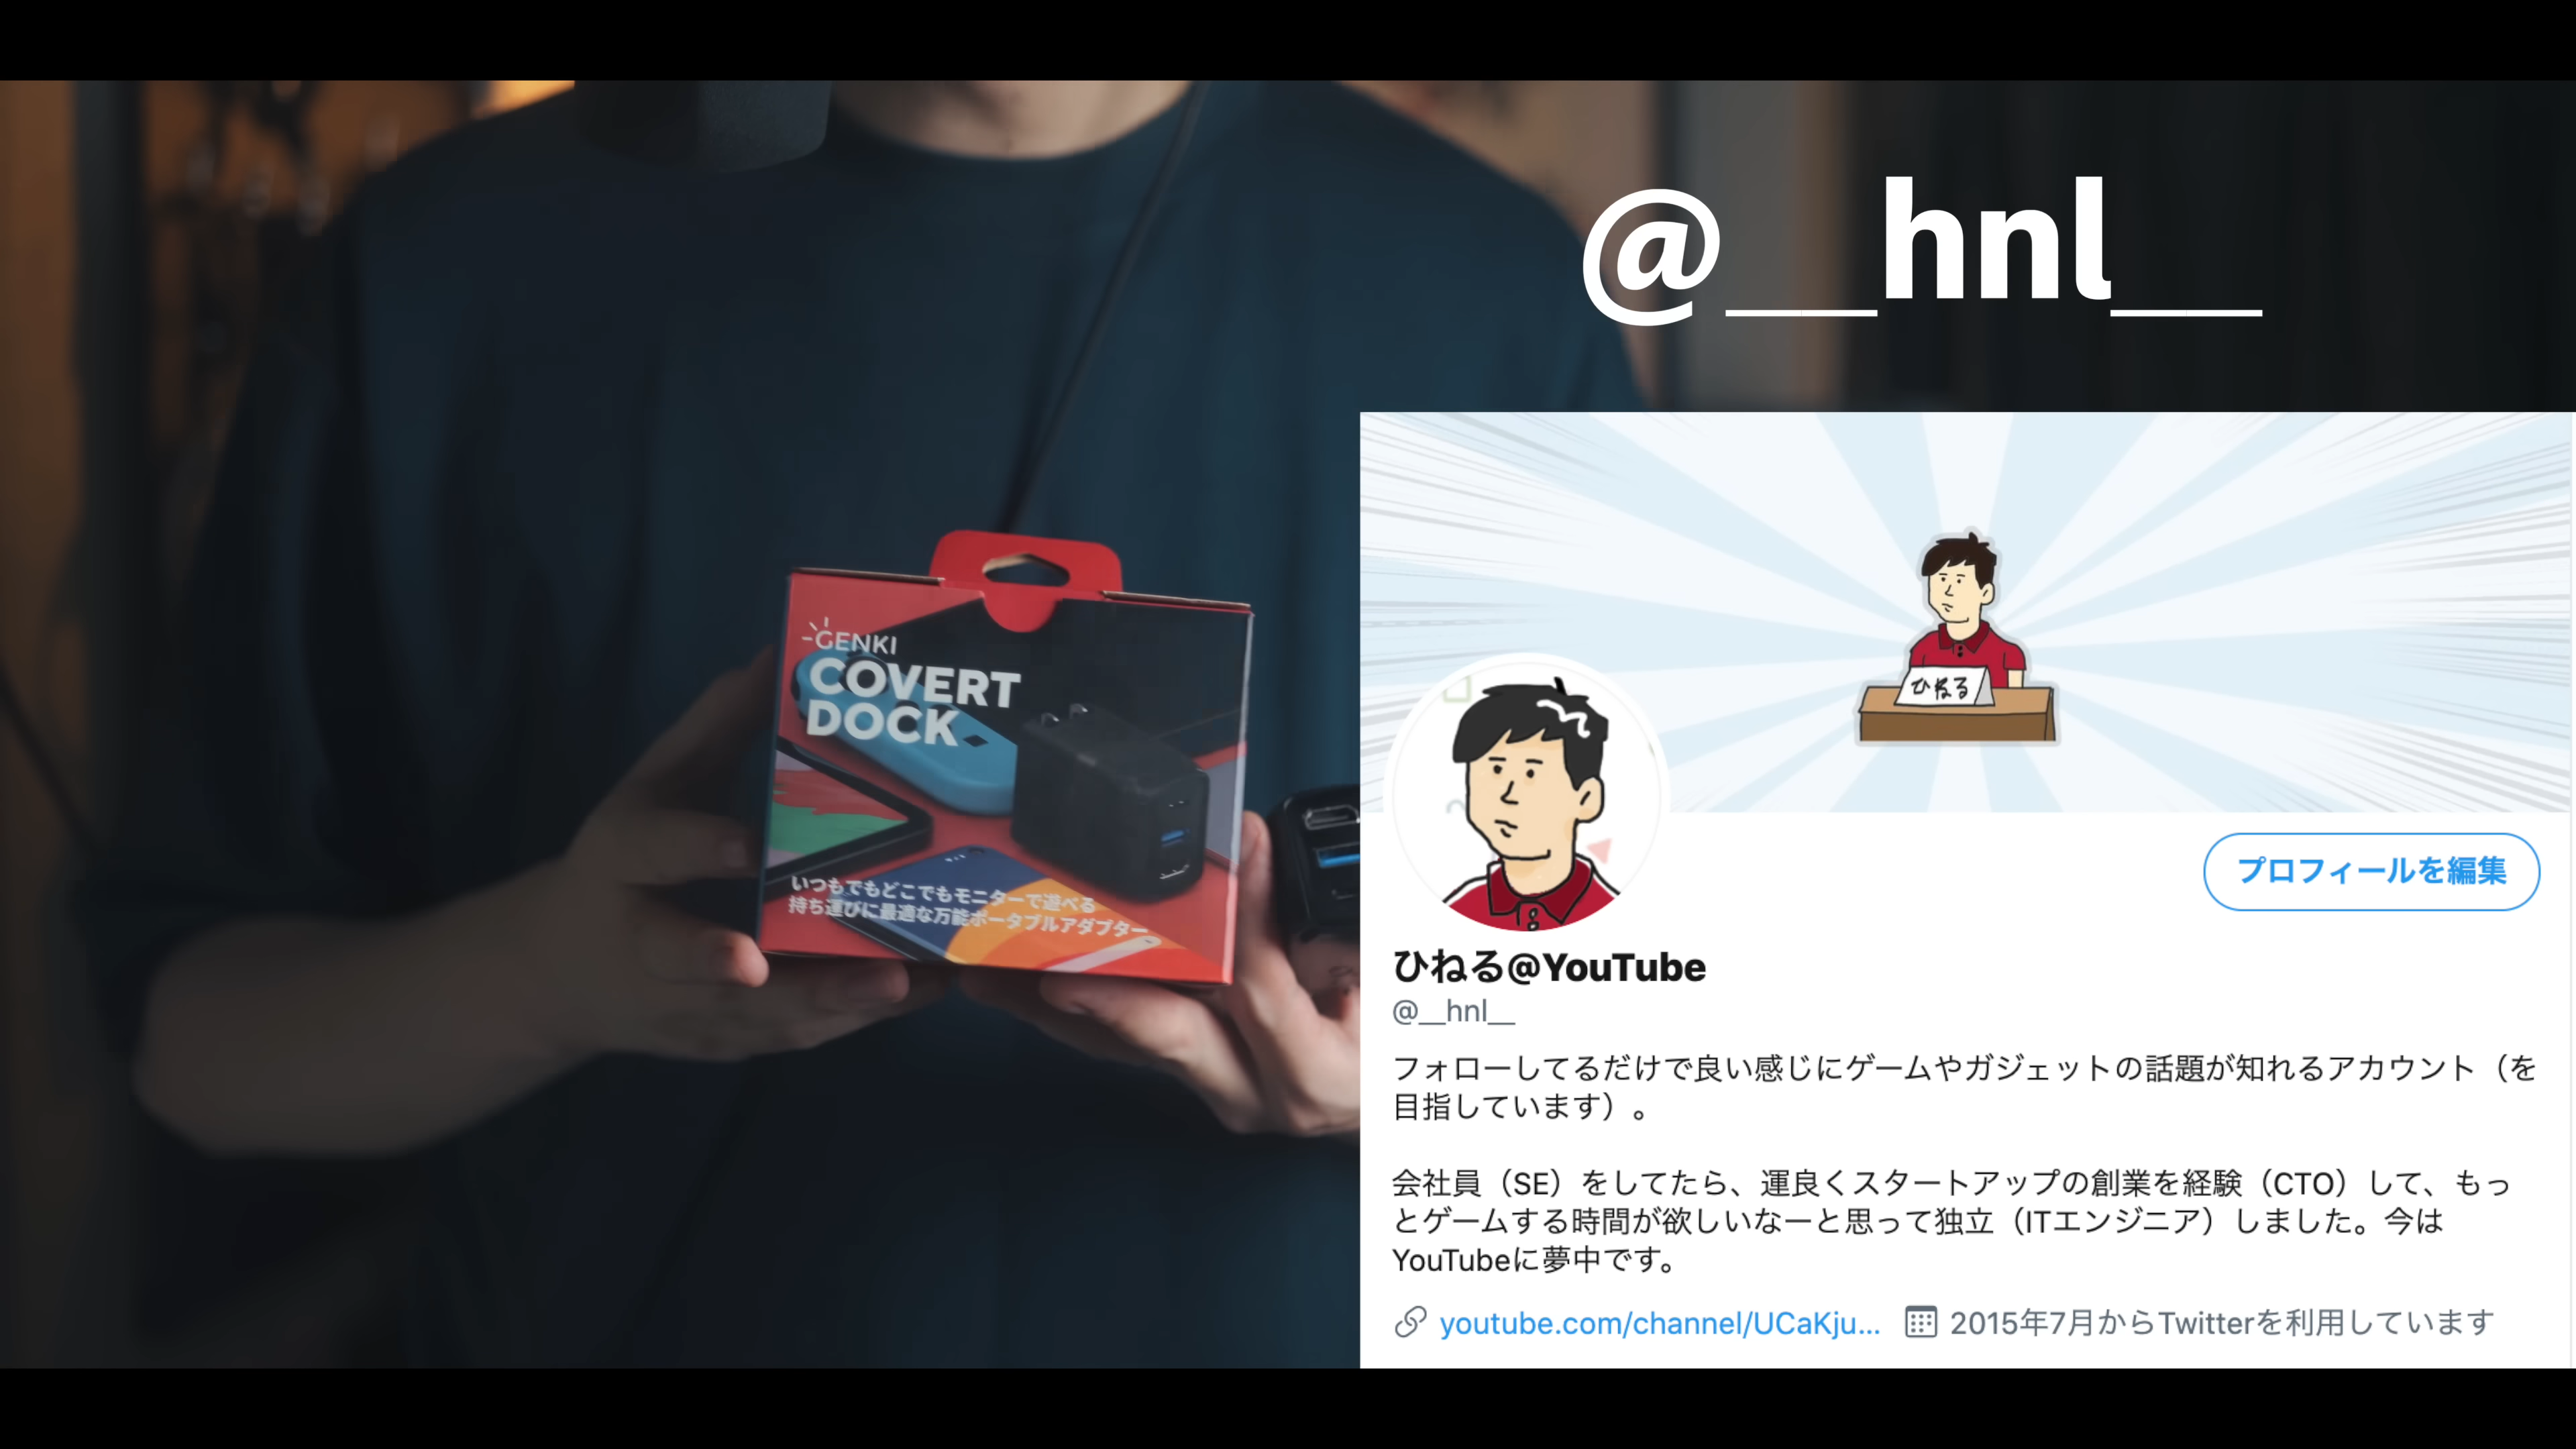 @__hnl__
GENKI
COVERT
DOCK
いつもでもどこでもモニターで遊べる
持ち運びに最適な万能ポータブルアダプター
ひねる
プロフィールを編集
ひねる@YouTube
@__hnl__
フォローしてるだけで良い感じにゲームやガジェットの話題が知れるアカウント（を
目指しています）。
会社員（SE）をしてたら、運良くスタートアップの創業を経験（CTO）して、もっ
とゲームする時間が欲しいなーと思って独立（ITエンジニア）しました。今は
YouTubeに夢中です。
youtube.com/channel/UCaKju... 2015年7月からTwitterを利用しています